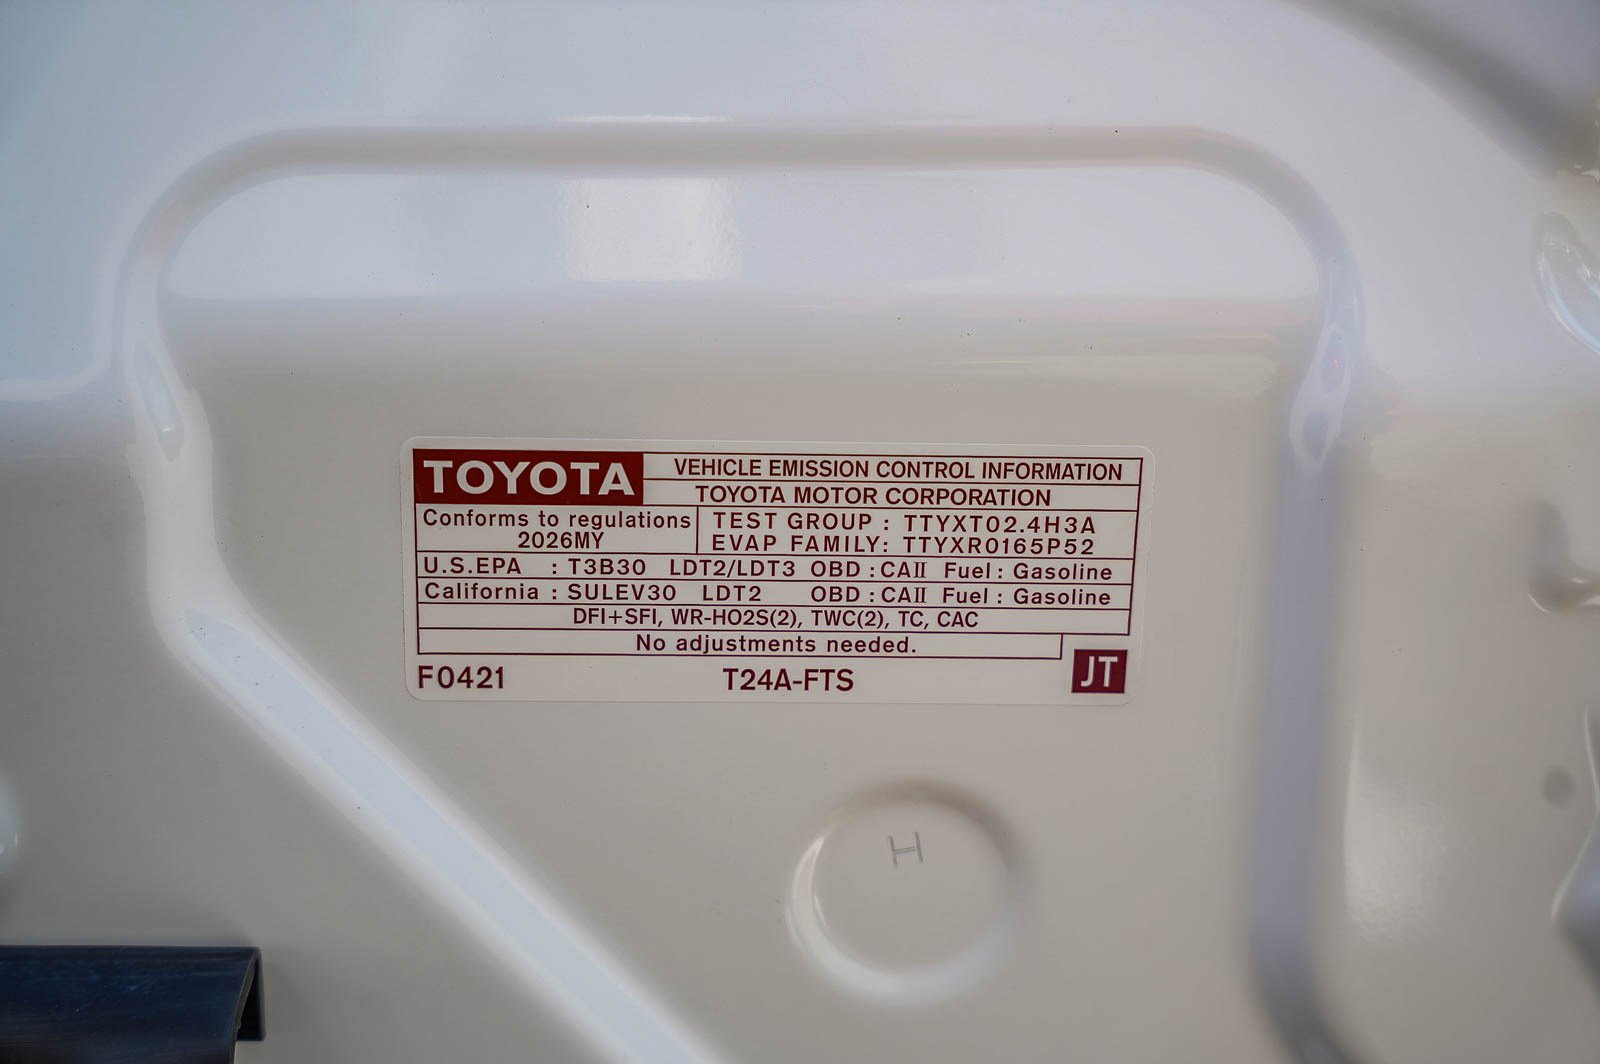 TOYOTA
VEHICLE EMISSION CONTROL INFORMATION
TOYOTA MOTOR CORPORATION
Conforms to regulations
2026MY
TEST GROUP : TTYXT02.4H3A
EVAP FAMILY: TTYXR0165P52
U.S.EPA : T3B30 LDT2/LDT3 OBD : CAII Fuel : Gasoline
California : SULEV30 LDT2 OBD : CAII Fuel : Gasoline
DFI+SFI, WR-HO2S(2), TWC(2), TC, CAC
No adjustments needed.
F0421 T24A-FTS JT
H